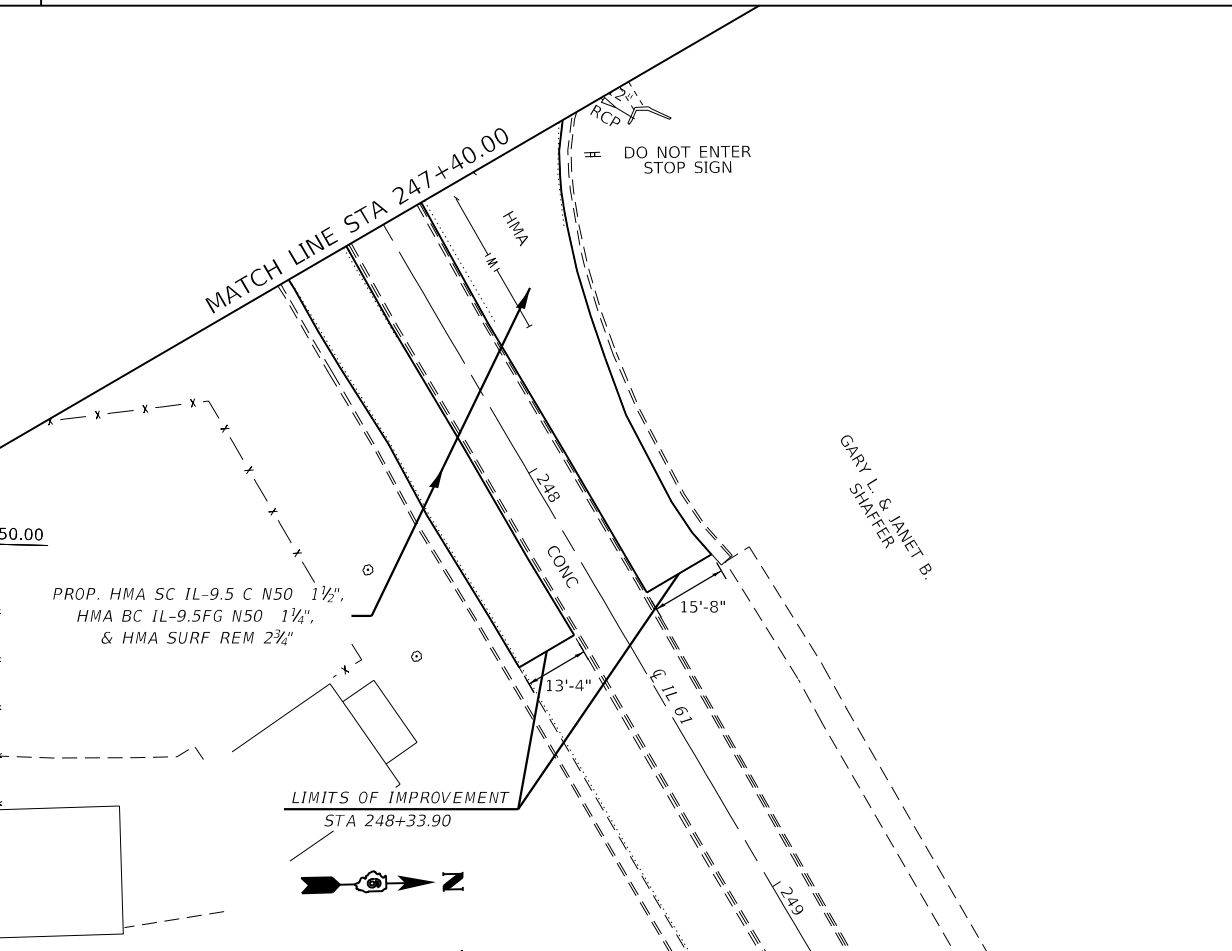 2"
RCP
DO NOT ENTER
STOP SIGN
MATCH LINE STA 247+40.00
HMA
W
GARY L. & JANET B.
SHAFFER
248
50.00
CONC
PROP. HMA SC IL-9.5 C N50 1½",
HMA BC IL-9.5FG N50 1¼",
& HMA SURF REM 2¾"
15'-8"
13'-4"
℄ IL 61
LIMITS OF IMPROVEMENT
STA 248+33.90
N
249